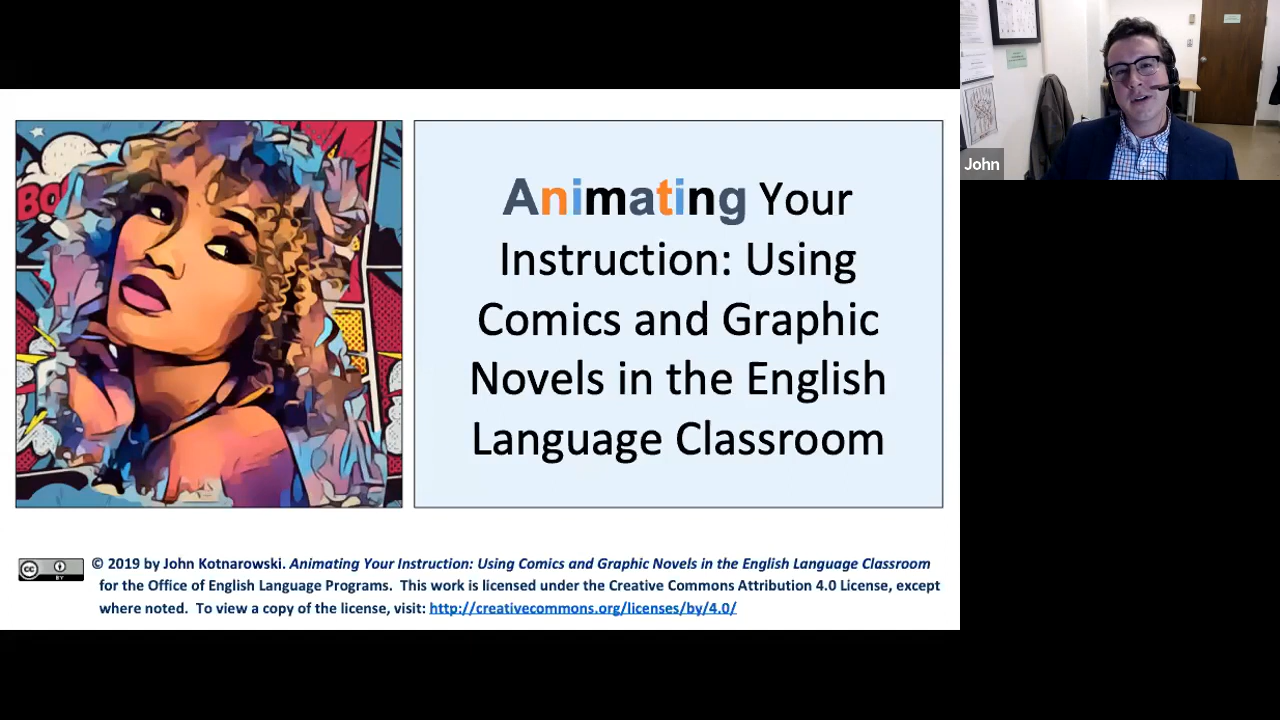 John
BO
Animating Your
Instruction: Using
Comics and Graphic
Novels in the English
Language Classroom
cc
BY
© 2019 by John Kotnarowski. Animating Your Instruction: Using Comics and Graphic Novels in the English Language Classroom
for the Office of English Language Programs. This work is licensed under the Creative Commons Attribution 4.0 License, except
where noted. To view a copy of the license, visit: http://creativecommons.org/licenses/by/4.0/